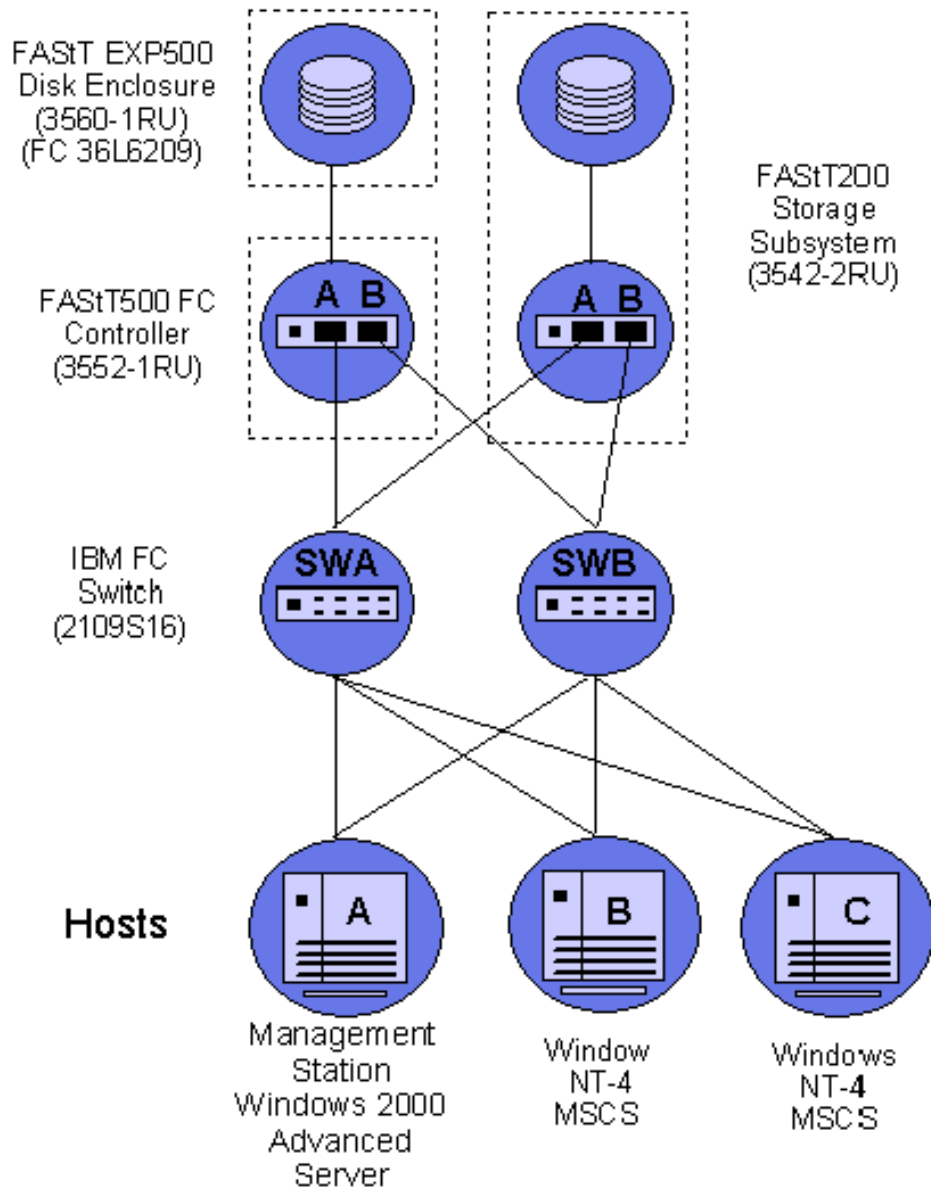 FAStT EXP500
Disk Enclosure
(3560-1RU)
(FC 36L6209)
FAStT200
Storage
Subsystem
(3542-2RU)
FAStT500 FC
Controller
(3552-1RU)
A B
A B
IBM FC
Switch
(2109S16)
SWA
SWB
Hosts
A
B
C
Management
Station
Windows 2000
Advanced
Server
Window
NT-4
MSCS
Windows
NT-4
MSCS